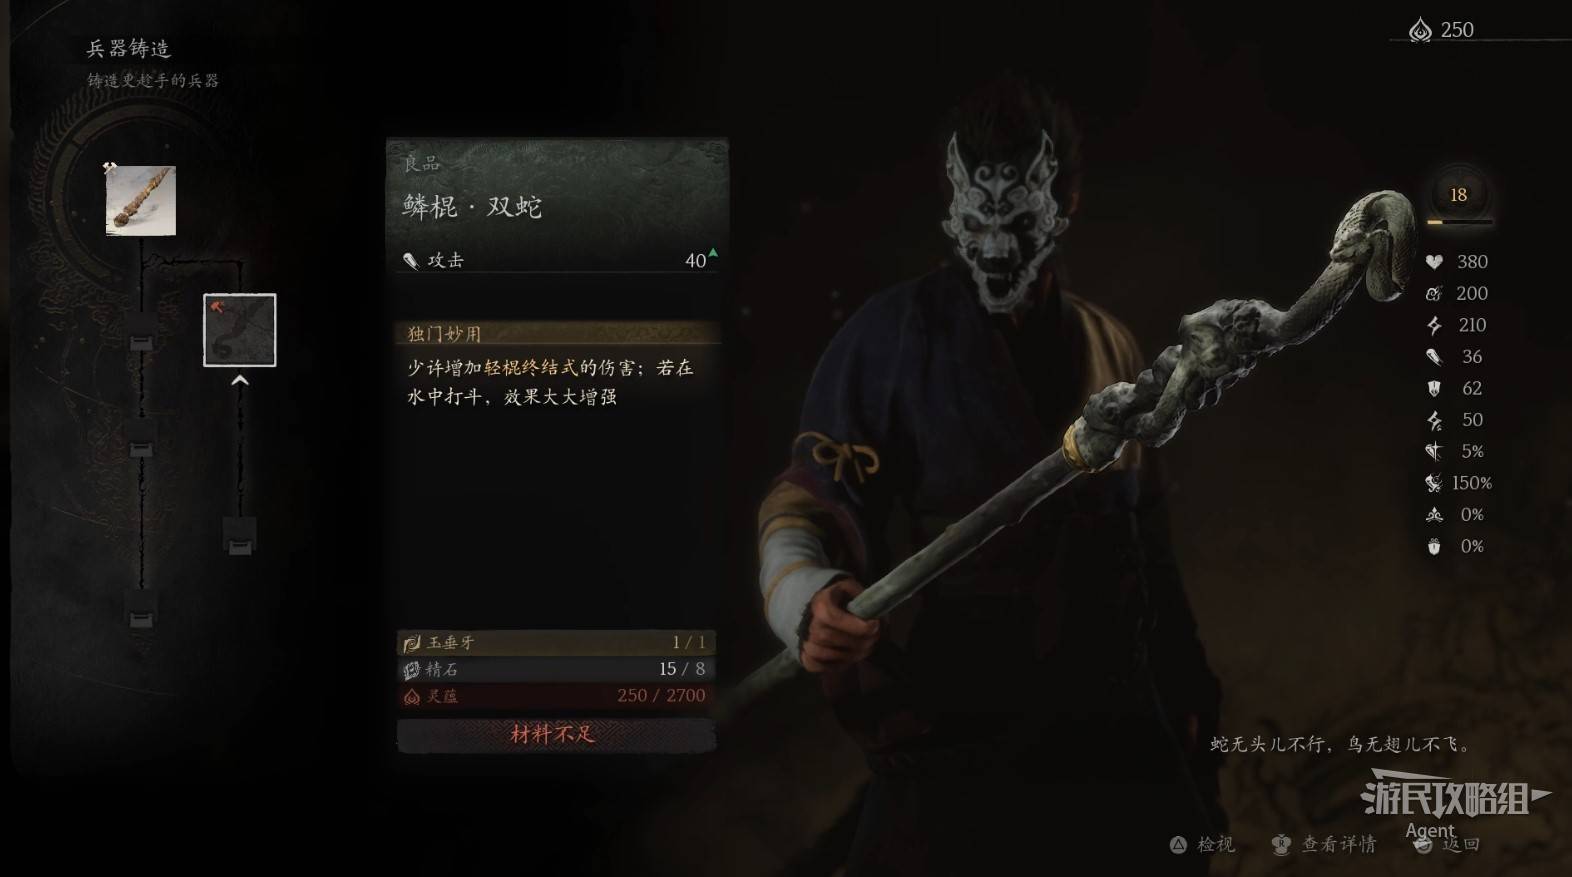 兵器铸造
铸造更趁手的兵器
250
良品
鳞棍·双蛇
攻击 40
独门妙用
少许增加轻棍终结式的伤害；若在
水中打斗，效果大大增强
玉垂牙 1 / 1
精石 15 / 8
灵蕴 250 / 2700
材料不足
18
380
200
210
36
62
50
5%
150%
0%
0%
蛇无头儿不行，鸟无翅儿不飞。
游民攻略组
Agent
检视 R 查看详情 返回